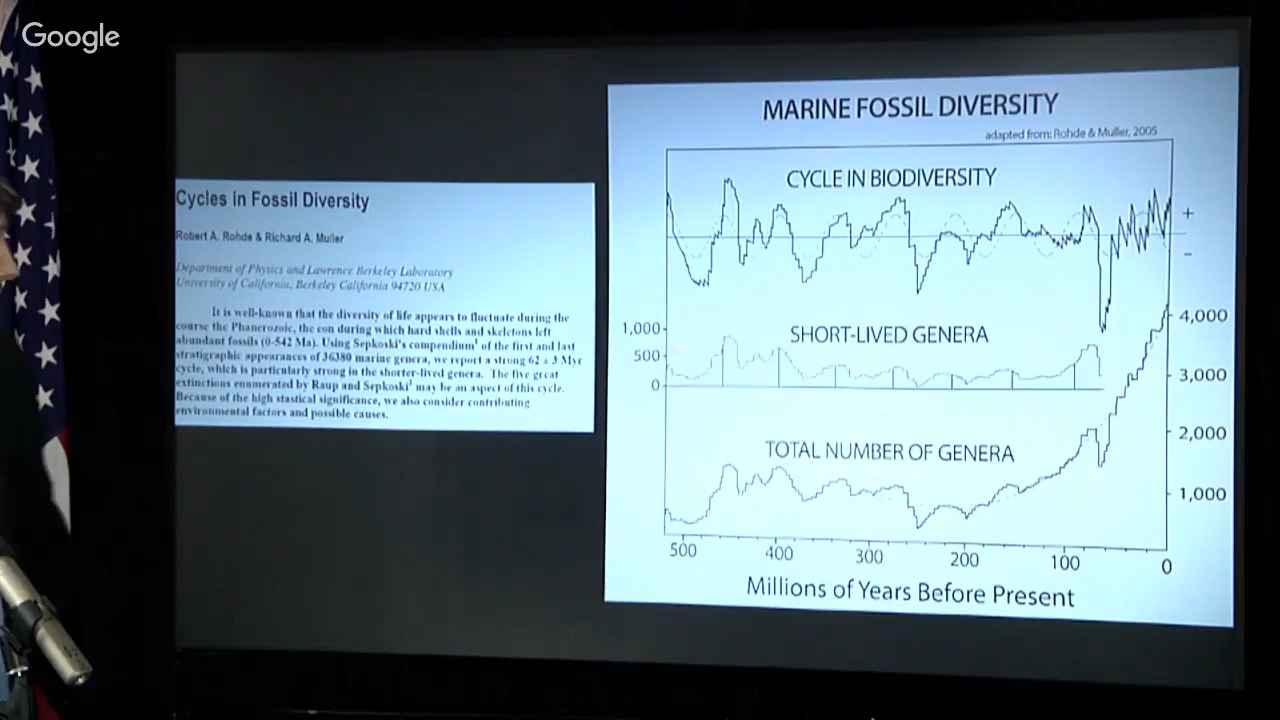 Google
Cycles in Fossil Diversity
Robert A. Rohde & Richard A. Muller
Department of Physics and Lawrence Berkeley Laboratory
University of California, Berkeley California 94720 USA
It is well-known that the diversity of life appears to fluctuate during the
course the Phanerozoic, the eon during which hard shells and skeletons left
abundant fossils (0-542 Ma). Using Sepkoski's compendium1 of the first and last
stratigraphic appearances of 36380 marine genera, we report a strong 62 ± 3 Myr
cycle, which is particularly strong in the shorter-lived genera. The five great
extinctions enumerated by Raup and Sepkoski may be an aspect of this cycle.
Because of the high stastical significance, we also consider contributing
environmental factors and possible causes.
MARINE FOSSIL DIVERSITY
adapted from: Rohde & Muller, 2005
CYCLE IN BIODIVERSITY
+
-
SHORT-LIVED GENERA
1,000
500
0
TOTAL NUMBER OF GENERA
4,000
3,000
2,000
1,000
500 400 300 200 100 0
Millions of Years Before Present